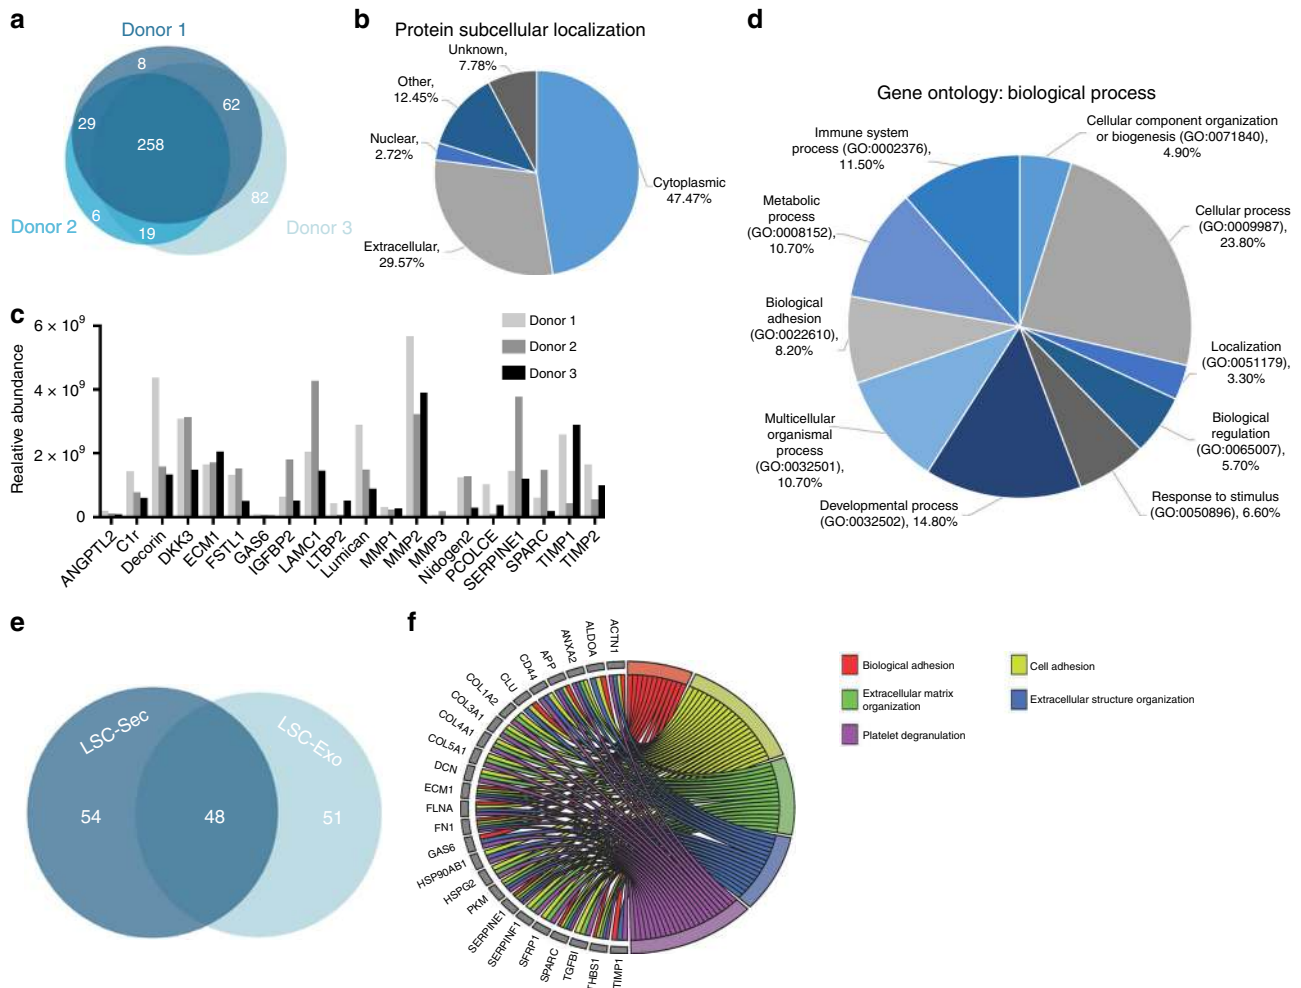 a
Donor 1
8
62
29
258
82
6
19
Donor 2
Donor 3
b
Protein subcellular localization
Unknown,
7.78%
Other,
12.45%
Nuclear,
2.72%
Cytoplasmic
47.47%
Extracellular,
29.57%
c
6 × 10⁹
4 × 10⁹
2 × 10⁹
0
Realative abundance
Donor 1
Donor 2
Donor 3
ANGPTL2
C1r
Decorin
DKK3
ECM1
FSTL1
GAS6
IGFBP2
LAMC1
LTBP2
Lumican
MMP1
MMP2
MMP3
Nidogen2
PCOLCE
SERPINE1
SPARC
TIMP1
TIMP2
d
Gene ontology: biological process
Cellular component organization
or biogenesis (GO:0071840),
4.90%
Immune system
process (GO:0002376),
11.50%
Cellular process
(GO:0009987),
23.80%
Metabolic
process
(GO:0008152),
10.70%
Biological
adhesion
(GO:0022610),
8.20%
Localization
(GO:0051179),
3.30%
Biological
regulation
(GO:0065007),
5.70%
Multicellular
organismal
process
(GO:0032501),
10.70%
Response to stimulus
(GO:0050896), 6.60%
Developmental process
(GO:0032502), 14.80%
e
LSC-Sec
LSC-Exo
54
48
51
f
ACTN1
ALDOA
ANXA2
APP
CD44
CLU
COL1A2
COL3A1
COL4A1
COL5A1
DCN
ECM1
FLNA
FN1
GAS6
HSP90AB1
HSPG2
PKM
SERPINE1
SERPINF1
SFRP1
SPARC
TGFBI
THBS1
TIMP1
Biological adhesion
Cell adhesion
Extracellular matrix
organization
Extracellular structure organization
Platelet degranulation